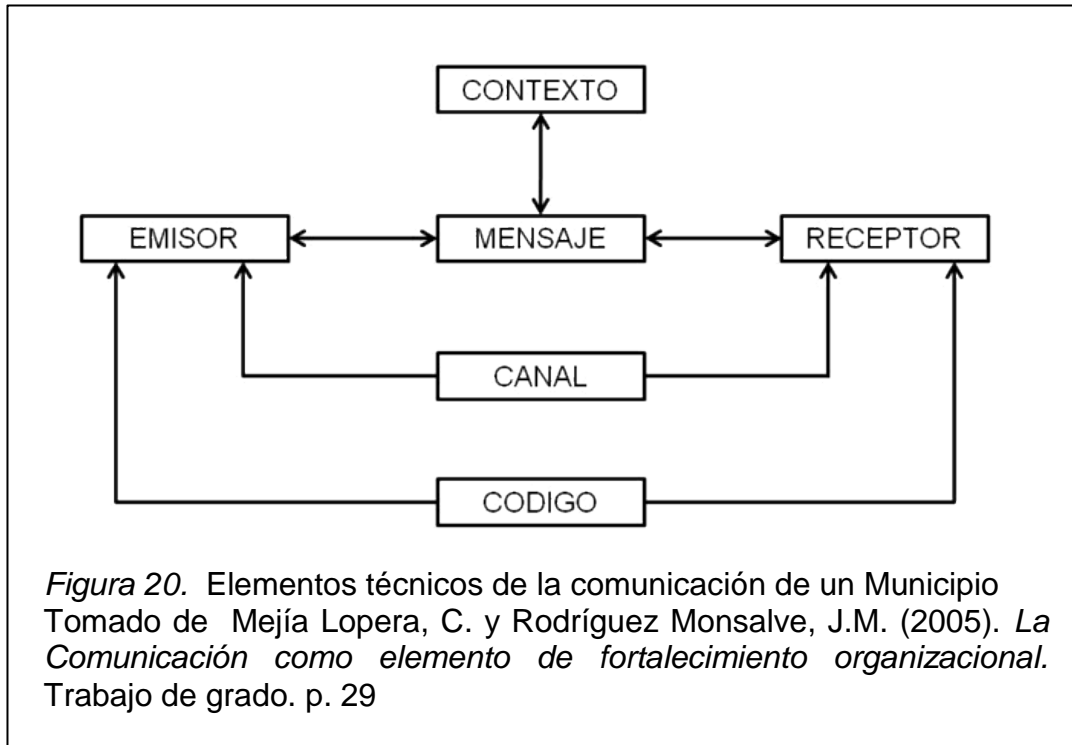 CONTEXTO
EMISOR MENSAJE RECEPTOR
CANAL
CODIGO
Figura 20. Elementos técnicos de la comunicación de un Municipio
Tomado de Mejía Lopera, C. y Rodríguez Monsalve, J.M. (2005). La
Comunicación como elemento de fortalecimiento organizacional.
Trabajo de grado. p. 29